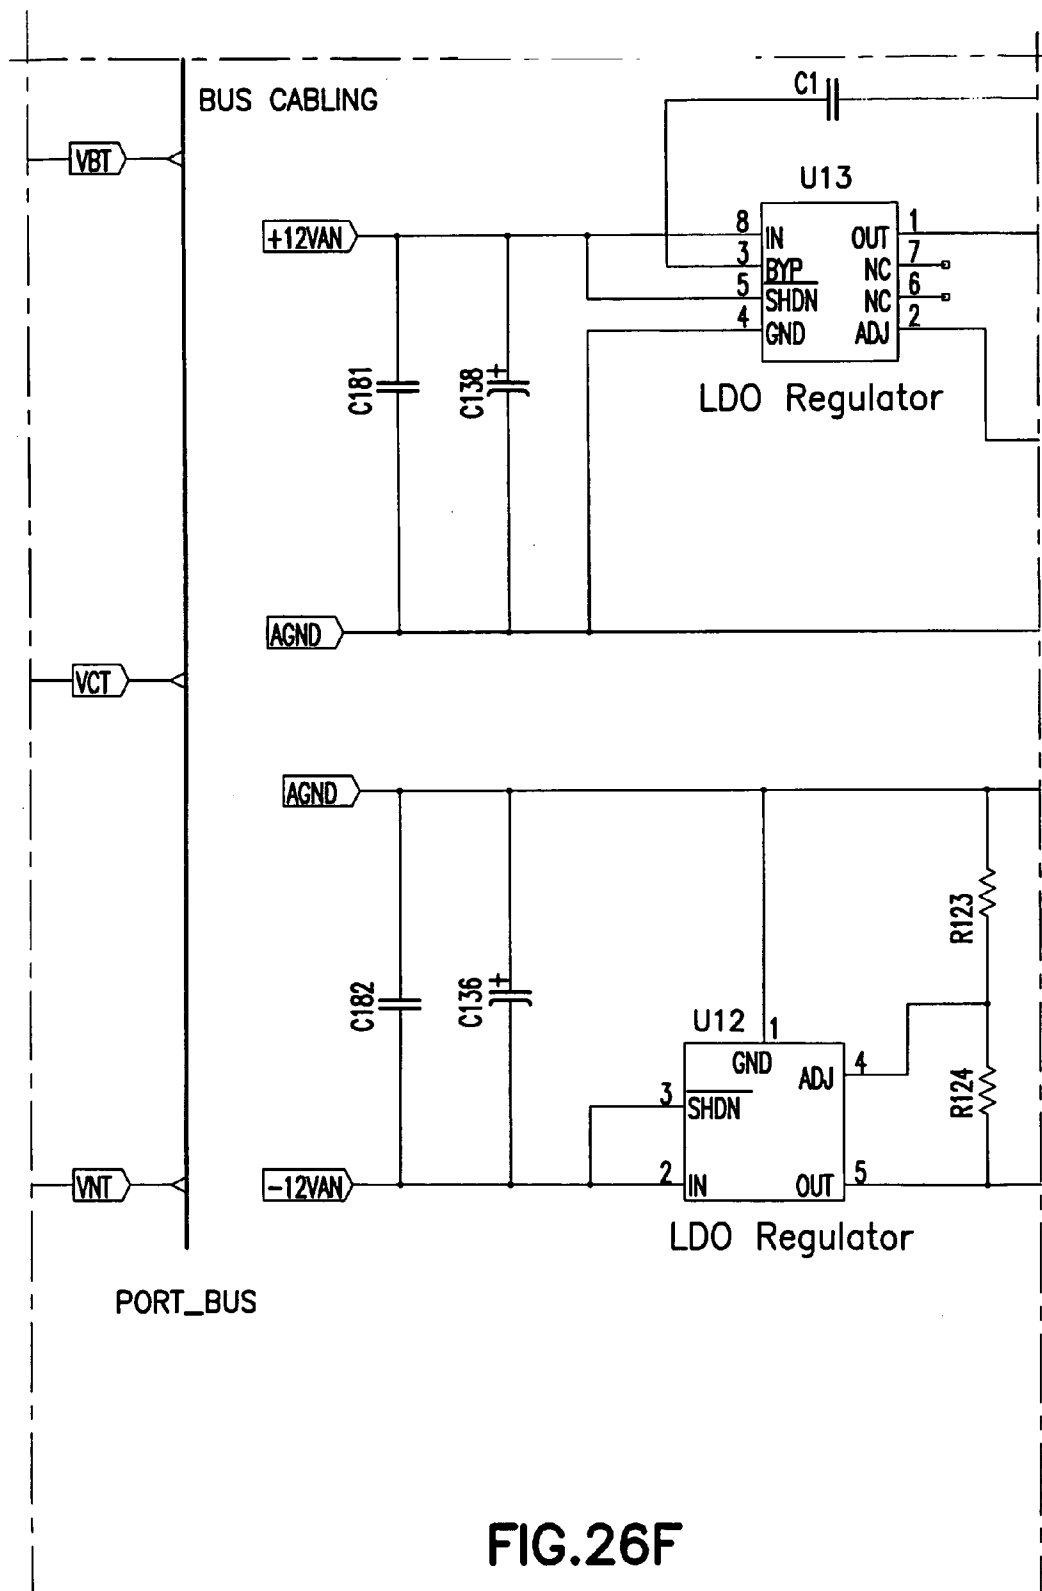 BUS CABLING
C1
VBT
U13
+12VAN
8 IN OUT 1
3 BYP NC 7
5 SHDN NC 6
4 GND ADJ 2
C181
C138
+
LDO Regulator
AGND
VCT
AGND
R123
C182
C136
+
U12
1
GND
ADJ 4
3 SHDN
R124
VNT
-12VAN
2 IN OUT 5
LDO Regulator
PORT_BUS
FIG.26F